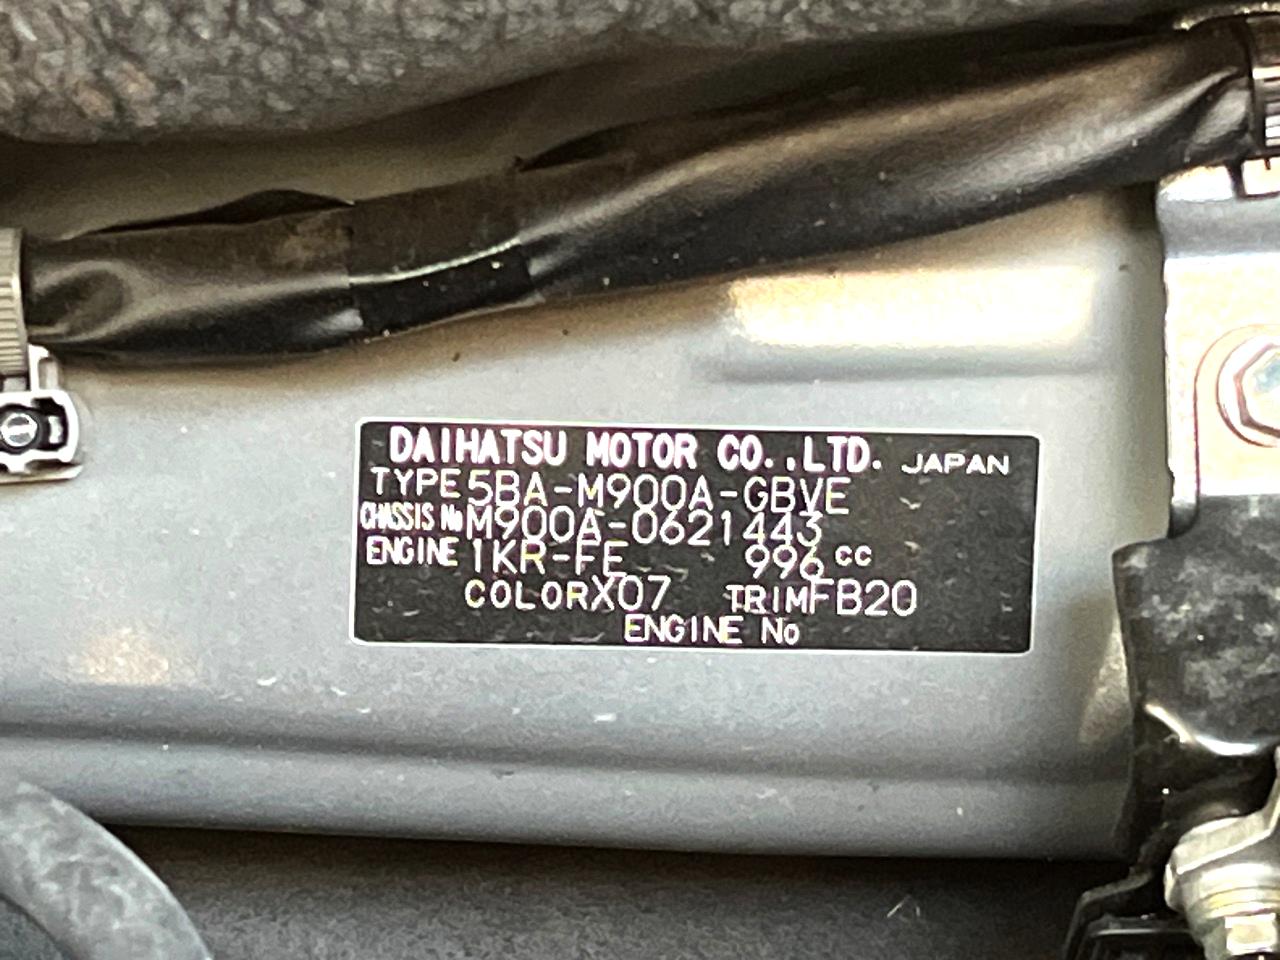 DAIHATSU MOTOR CO.,LTD. JAPAN
TYPE 5BA-M900A-GBVE
CHASSIS No M900A-0621443
ENGINE 1KR-FE 996 cc
COLOR X07 TRIM FB20
ENGINE No